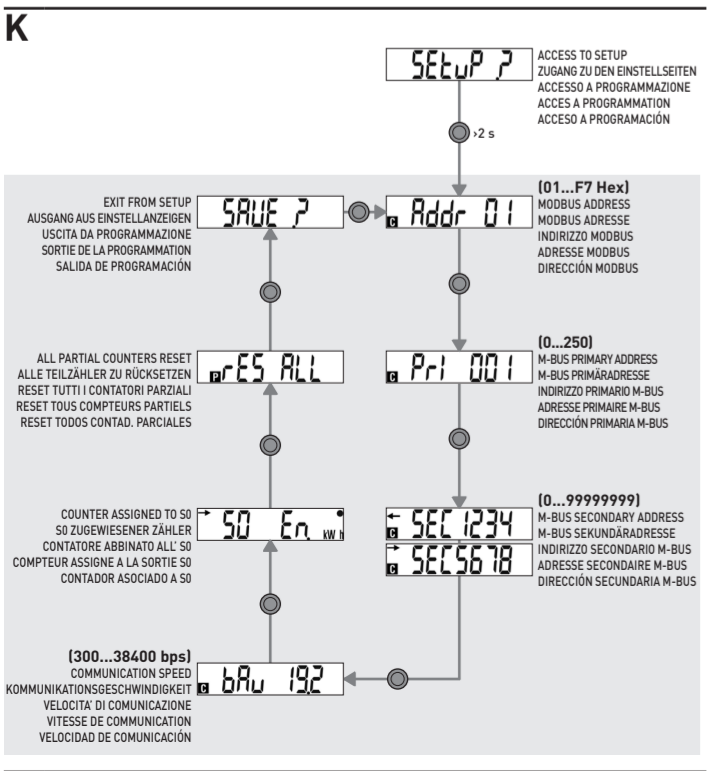 K
SEtuP ?
ACCESS TO SETUP
ZUGANG ZU DEN EINSTELLSEITEN
ACCESSO A PROGRAMMAZIONE
ACCES A PROGRAMMATION
ACCESO A PROGRAMACIÓN
›2 s
EXIT FROM SETUP
AUSGANG AUS EINSTELLANZEIGEN
USCITA DA PROGRAMMAZIONE
SORTIE DE LA PROGRAMMATION
SALIDA DE PROGRAMACIÓN
SAVE ?
C Addr 01
(01...F7 Hex)
MODBUS ADDRESS
MODBUS ADRESSE
INDIRIZZO MODBUS
ADRESSE MODBUS
DIRECCIÓN MODBUS
ALL PARTIAL COUNTERS RESET
ALLE TEILZÄHLER ZU RÜCKSETZEN
RESET TUTTI I CONTATORI PARZIALI
RESET TOUS COMPTEURS PARTIELS
RESET TODOS CONTAD. PARCIALES
P rES ALL
C PrI 001
(0...250)
M-BUS PRIMARY ADDRESS
M-BUS PRIMÄRADRESSE
INDIRIZZO PRIMARIO M-BUS
ADRESSE PRIMAIRE M-BUS
DIRECCIÓN PRIMARIA M-BUS
COUNTER ASSIGNED TO S0
S0 ZUGEWIESENER ZÄHLER
CONTATORE ABBINATO ALL' S0
COMPTEUR ASSIGNE A LA SORTIE S0
CONTADOR ASOCIADO A S0
S0 En kW h
C SEC1234
C SEC5678
(0...99999999)
M-BUS SECONDARY ADDRESS
M-BUS SEKUNDÄRADRESSE
INDIRIZZO SECONDARIO M-BUS
ADRESSE SECONDAIRE M-BUS
DIRECCIÓN SECUNDARIA M-BUS
(300...38400 bps)
COMMUNICATION SPEED
KOMMUNIKATIONSGESCHWINDIGKEIT
VELOCITA' DI COMUNICAZIONE
VITESSE DE COMMUNICATION
VELOCIDAD DE COMUNICACIÓN
C bAu 19.2